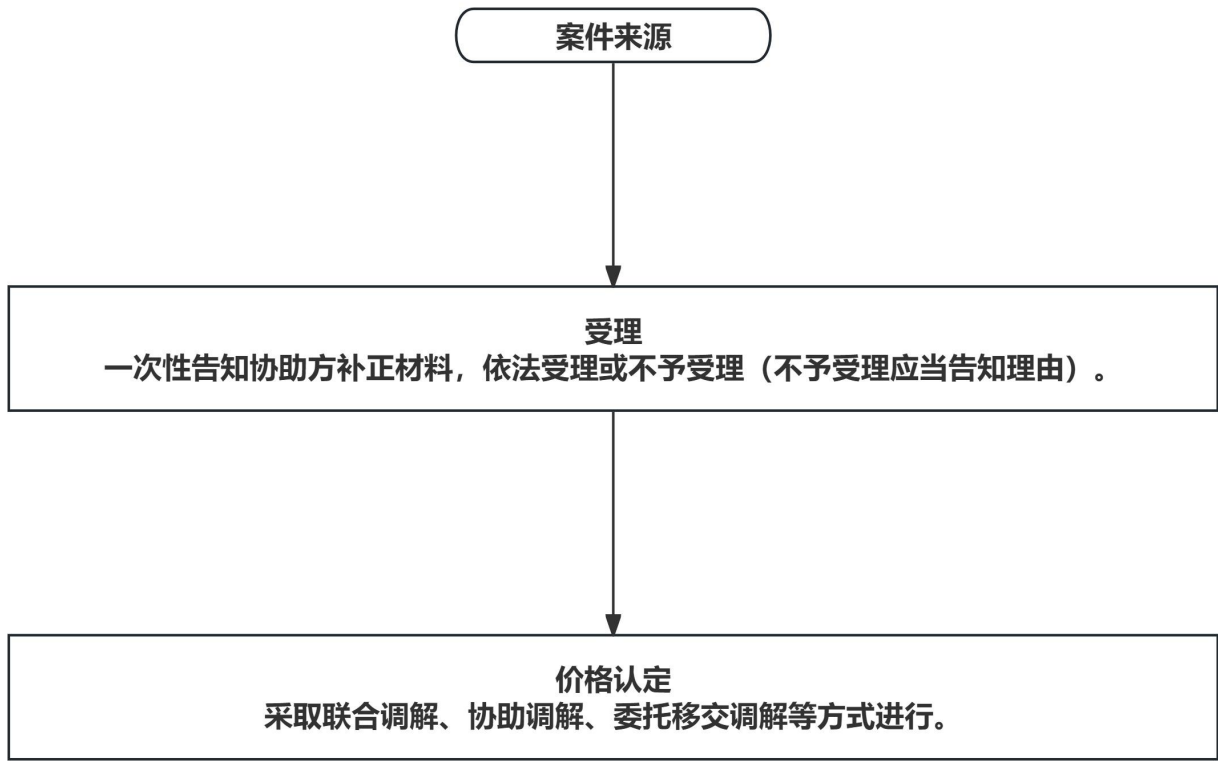 案件来源
受理
一次性告知协助方补正材料，依法受理或不予受理（不予受理应当告知理由）。
价格认定
采取联合调解、协助调解、委托移交调解等方式进行。